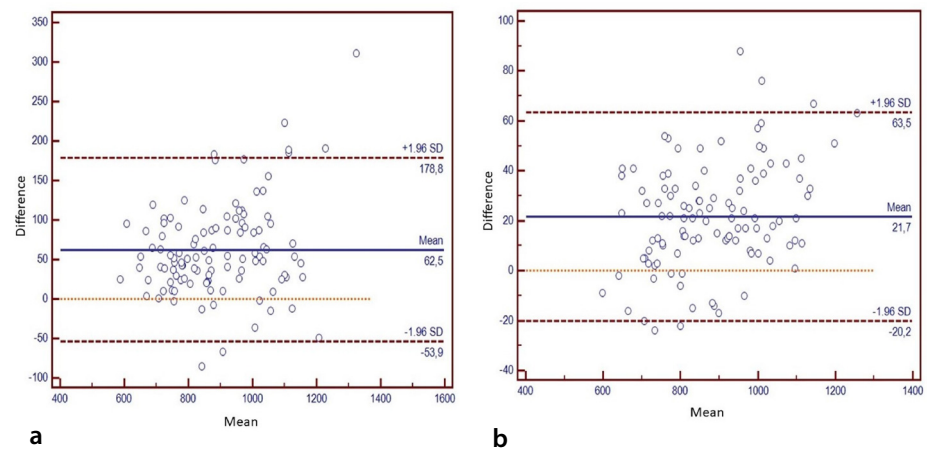 350
300
250
200
150
100
50
0
-50
-100
Difference
+1.96 SD
178,8
Mean
62,5
-1.96 SD
-53,9
400 600 800 1000 1200 1400 1600
Mean
a
100
80
60
40
20
0
-20
-40
Difference
+1.96 SD
63,5
Mean
21,7
-1.96 SD
-20,2
400 600 800 1000 1200 1400
Mean
b